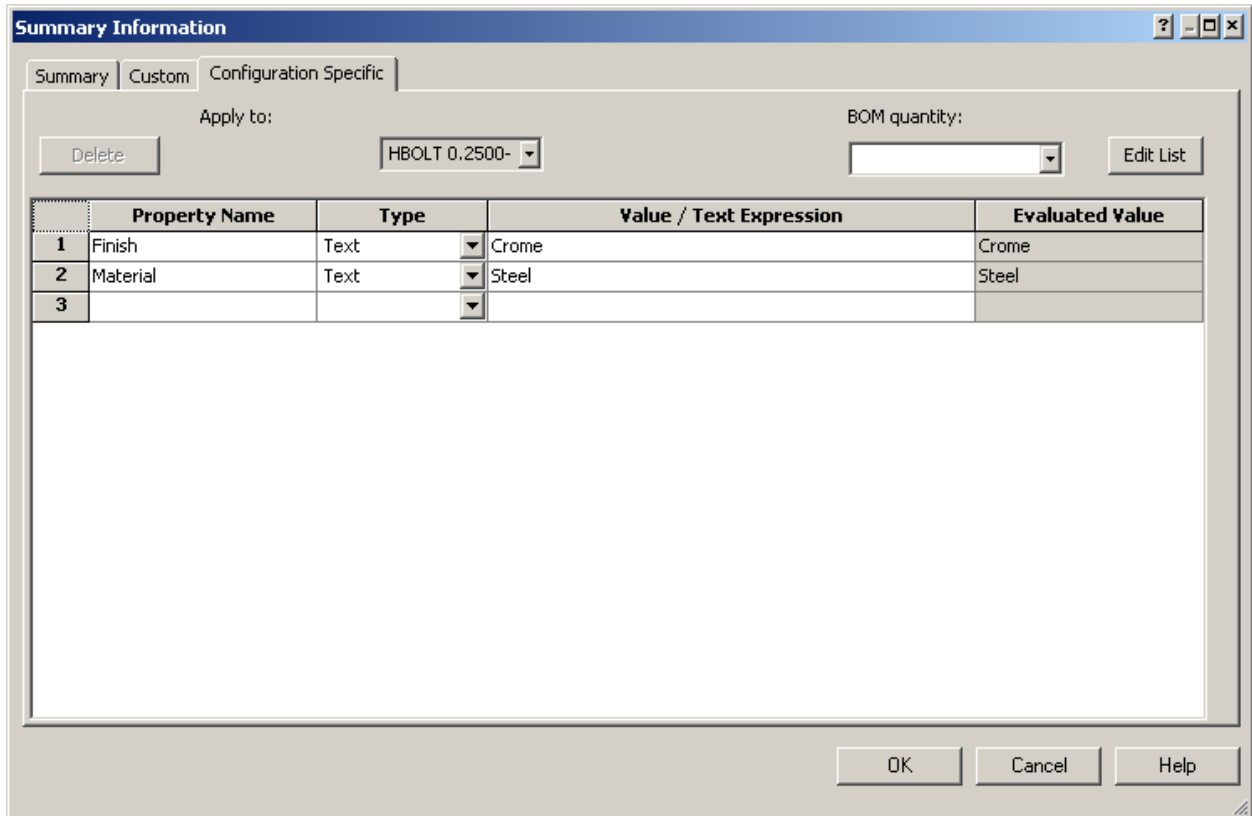 Summary Information
Summary Custom Configuration Specific
Apply to: BOM quantity:
Delete HBOLT 0.2500- Edit List
Property Name Type Value / Text Expression Evaluated Value
1 Finish Text Crome Crome
2 Material Text Steel Steel
3
OK Cancel Help